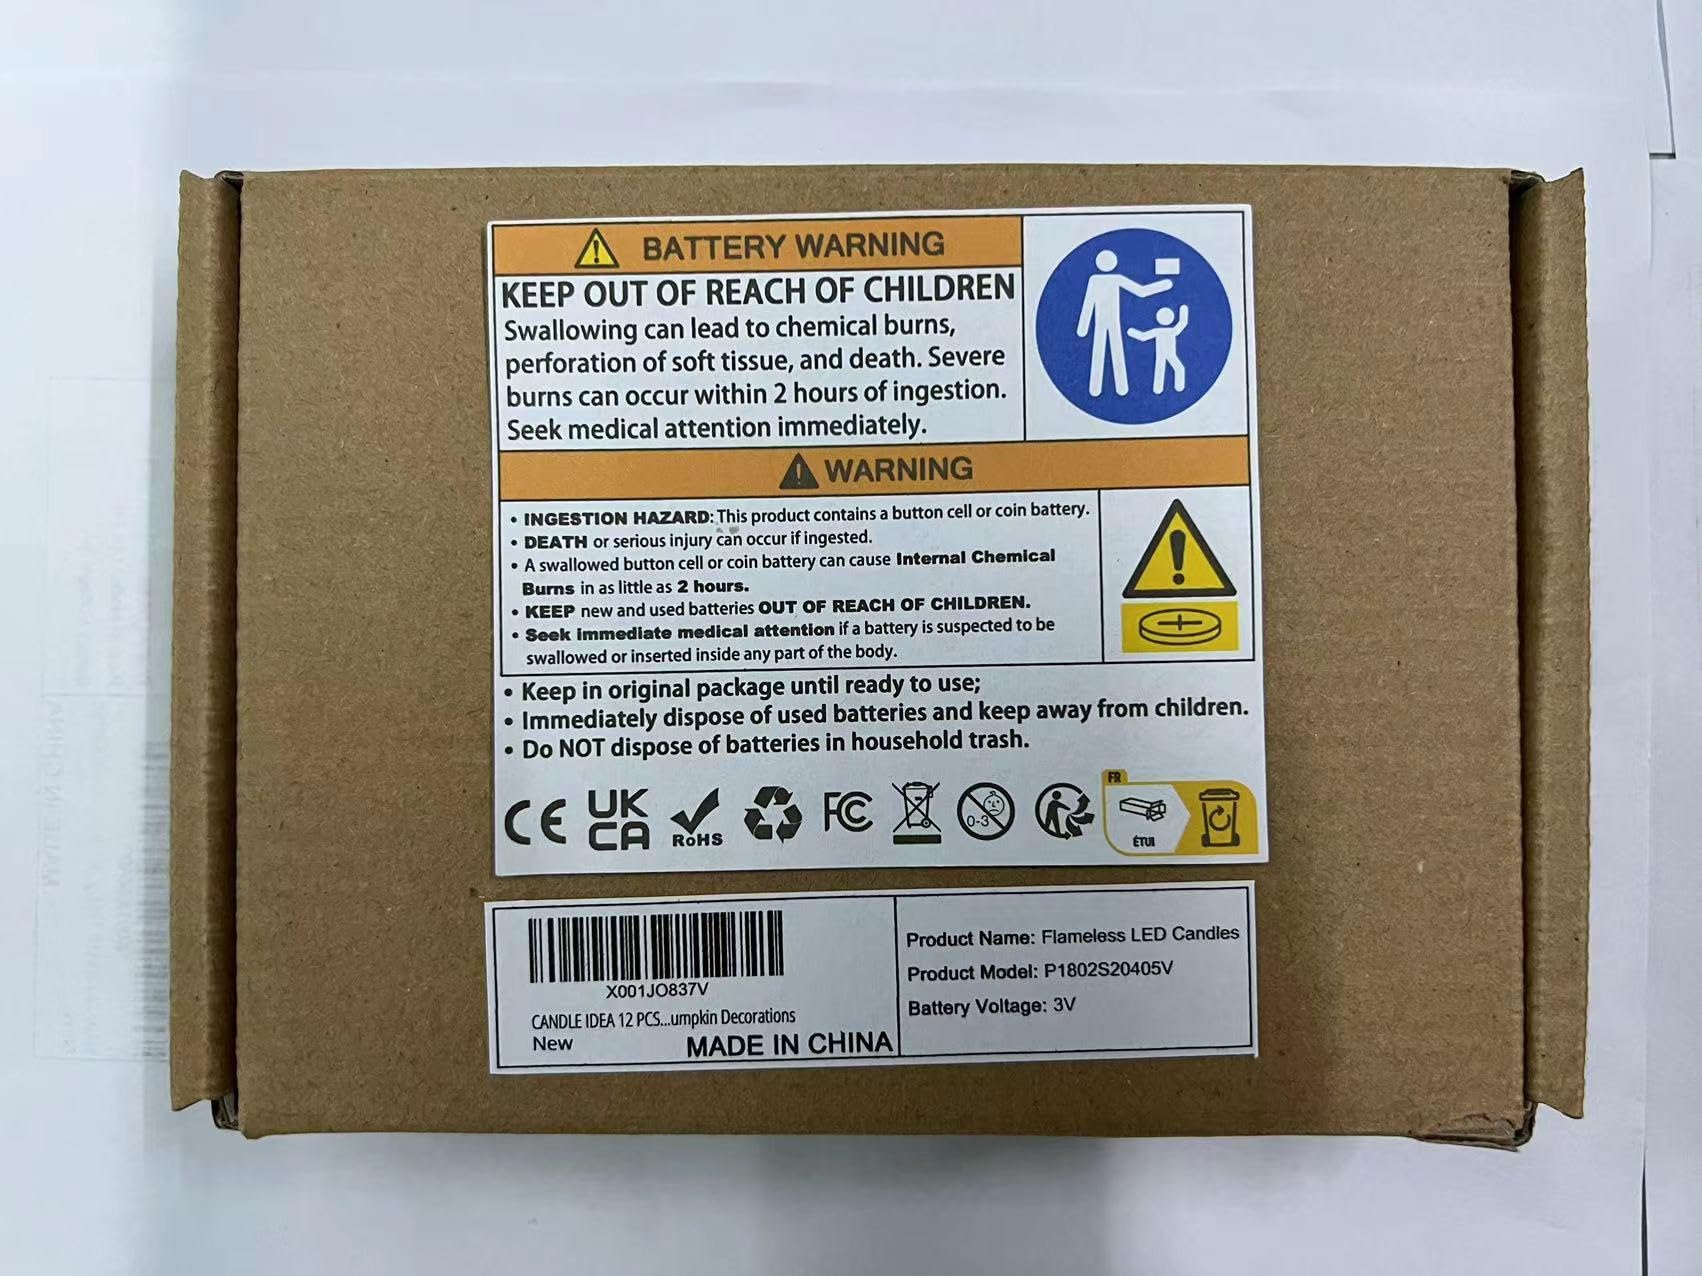 BATTERY WARNING
KEEP OUT OF REACH OF CHILDREN
Swallowing can lead to chemical burns,
perforation of soft tissue, and death. Severe
burns can occur within 2 hours of ingestion.
Seek medical attention immediately.
WARNING
• INGESTION HAZARD: This product contains a button cell or coin battery.
• DEATH or serious injury can occur if ingested.
• A swallowed button cell or coin battery can cause Internal Chemical
Burns in as little as 2 hours.
• KEEP new and used batteries OUT OF REACH OF CHILDREN.
• Seek immediate medical attention if a battery is suspected to be
swallowed or inserted inside any part of the body.
• Keep in original package until ready to use;
• Immediately dispose of used batteries and keep away from children.
• Do NOT dispose of batteries in household trash.
CE
UK
CA
RoHS
FC
0-3
FR
ÉTUI
X001JO837V
CANDLE IDEA 12 PCS...umpkin Decorations
New
MADE IN CHINA
Product Name: Flameless LED Candles
Product Model: P1802S20405V
Battery Voltage: 3V
MADE IN CHINA